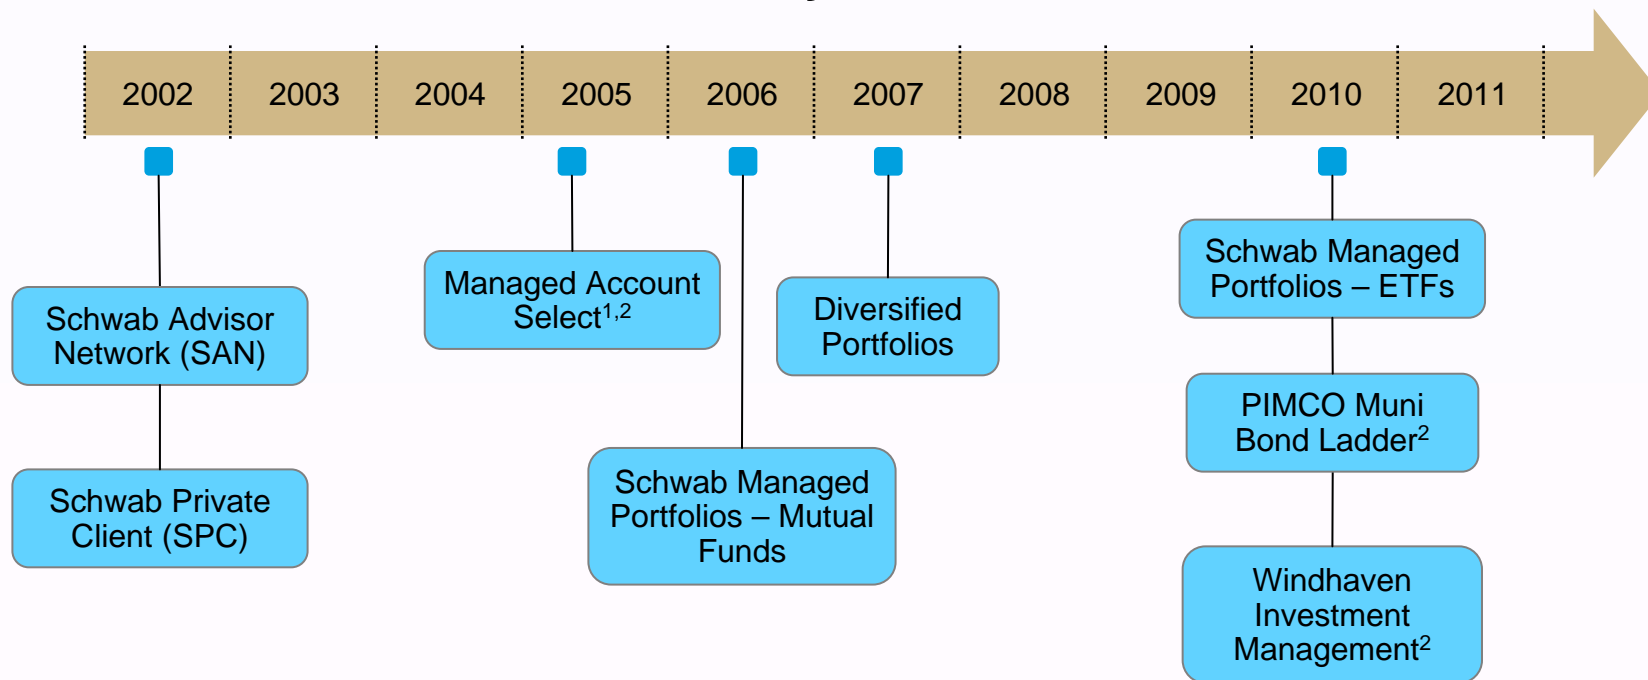 2002 2003 2004 2005 2006 2007 2008 2009 2010 2011
Schwab Advisor
Network (SAN)
Schwab Private
Client (SPC)
Managed Account
Select1,2
Schwab Managed
Portfolios – Mutual
Funds
Diversified
Portfolios
Schwab Managed
Portfolios – ETFs
PIMCO Muni
Bond Ladder2
Windhaven
Investment
Management2